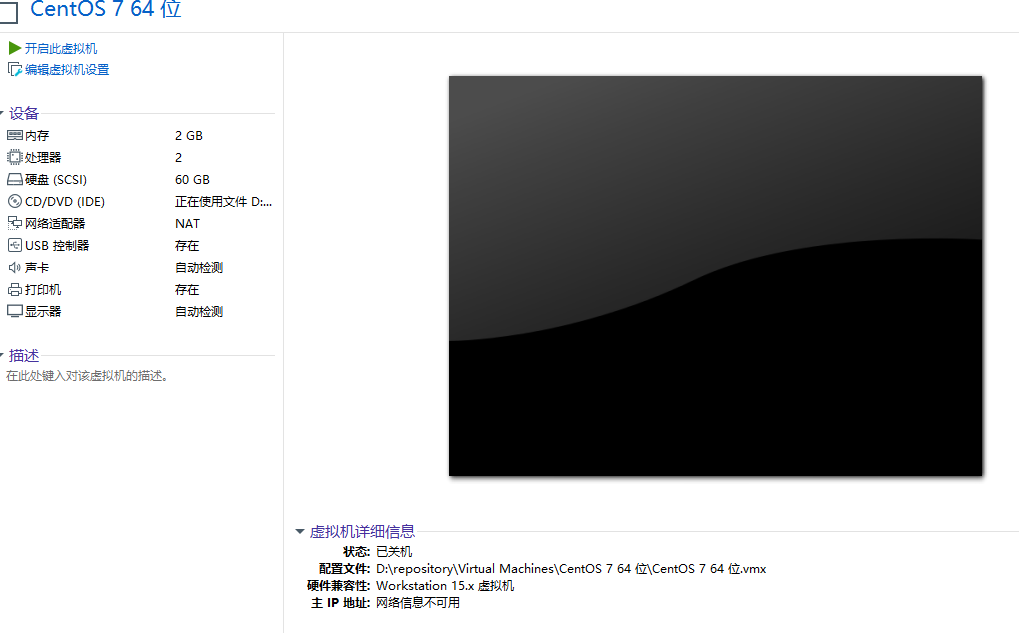 CentOS 7 64 位
开启此虚拟机
编辑虚拟机设置
设备
内存 2 GB
处理器 2
硬盘 (SCSI) 60 GB
CD/DVD (IDE) 正在使用文件 D:...
网络适配器 NAT
USB 控制器 存在
声卡 自动检测
打印机 存在
显示器 自动检测
描述
在此处键入对该虚拟机的描述。
虚拟机详细信息
状态: 已关机
配置文件: D:\repository\Virtual Machines\CentOS 7 64 位\CentOS 7 64 位.vmx
硬件兼容性: Workstation 15.x 虚拟机
主 IP 地址: 网络信息不可用